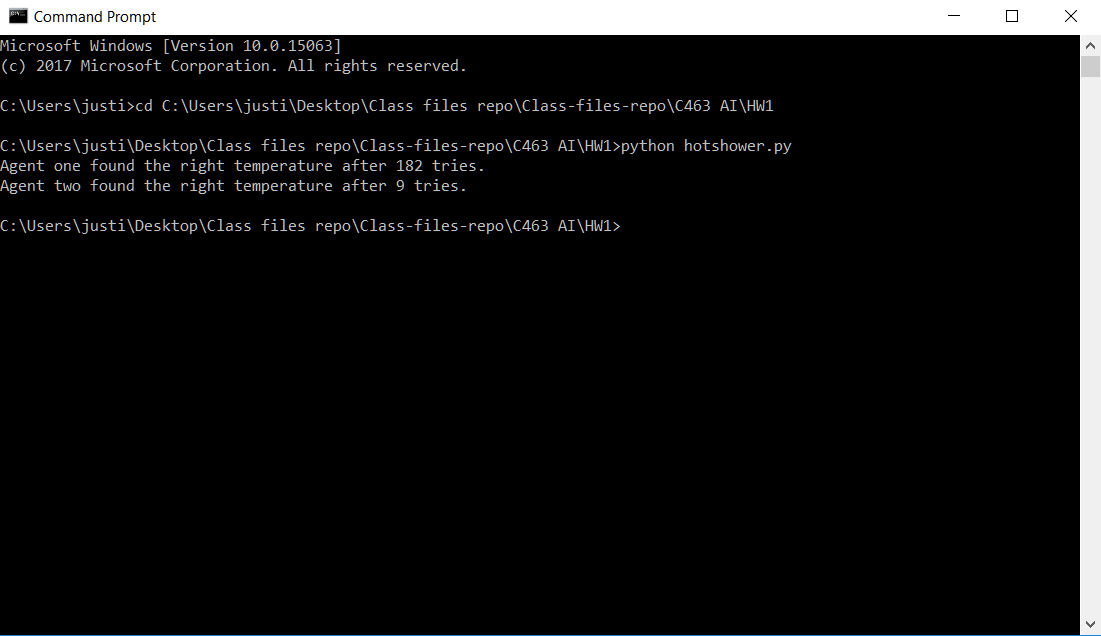 Command Prompt
Microsoft Windows [Version 10.0.15063]
(c) 2017 Microsoft Corporation. All rights reserved.
C:\Users\justi>cd C:\Users\justi\Desktop\Class files repo\Class-files-repo\C463 AI\HW1
C:\Users\justi\Desktop\Class files repo\Class-files-repo\C463 AI\HW1>python hotshower.py
Agent one found the right temperature after 182 tries.
Agent two found the right temperature after 9 tries.
C:\Users\justi\Desktop\Class files repo\Class-files-repo\C463 AI\HW1>